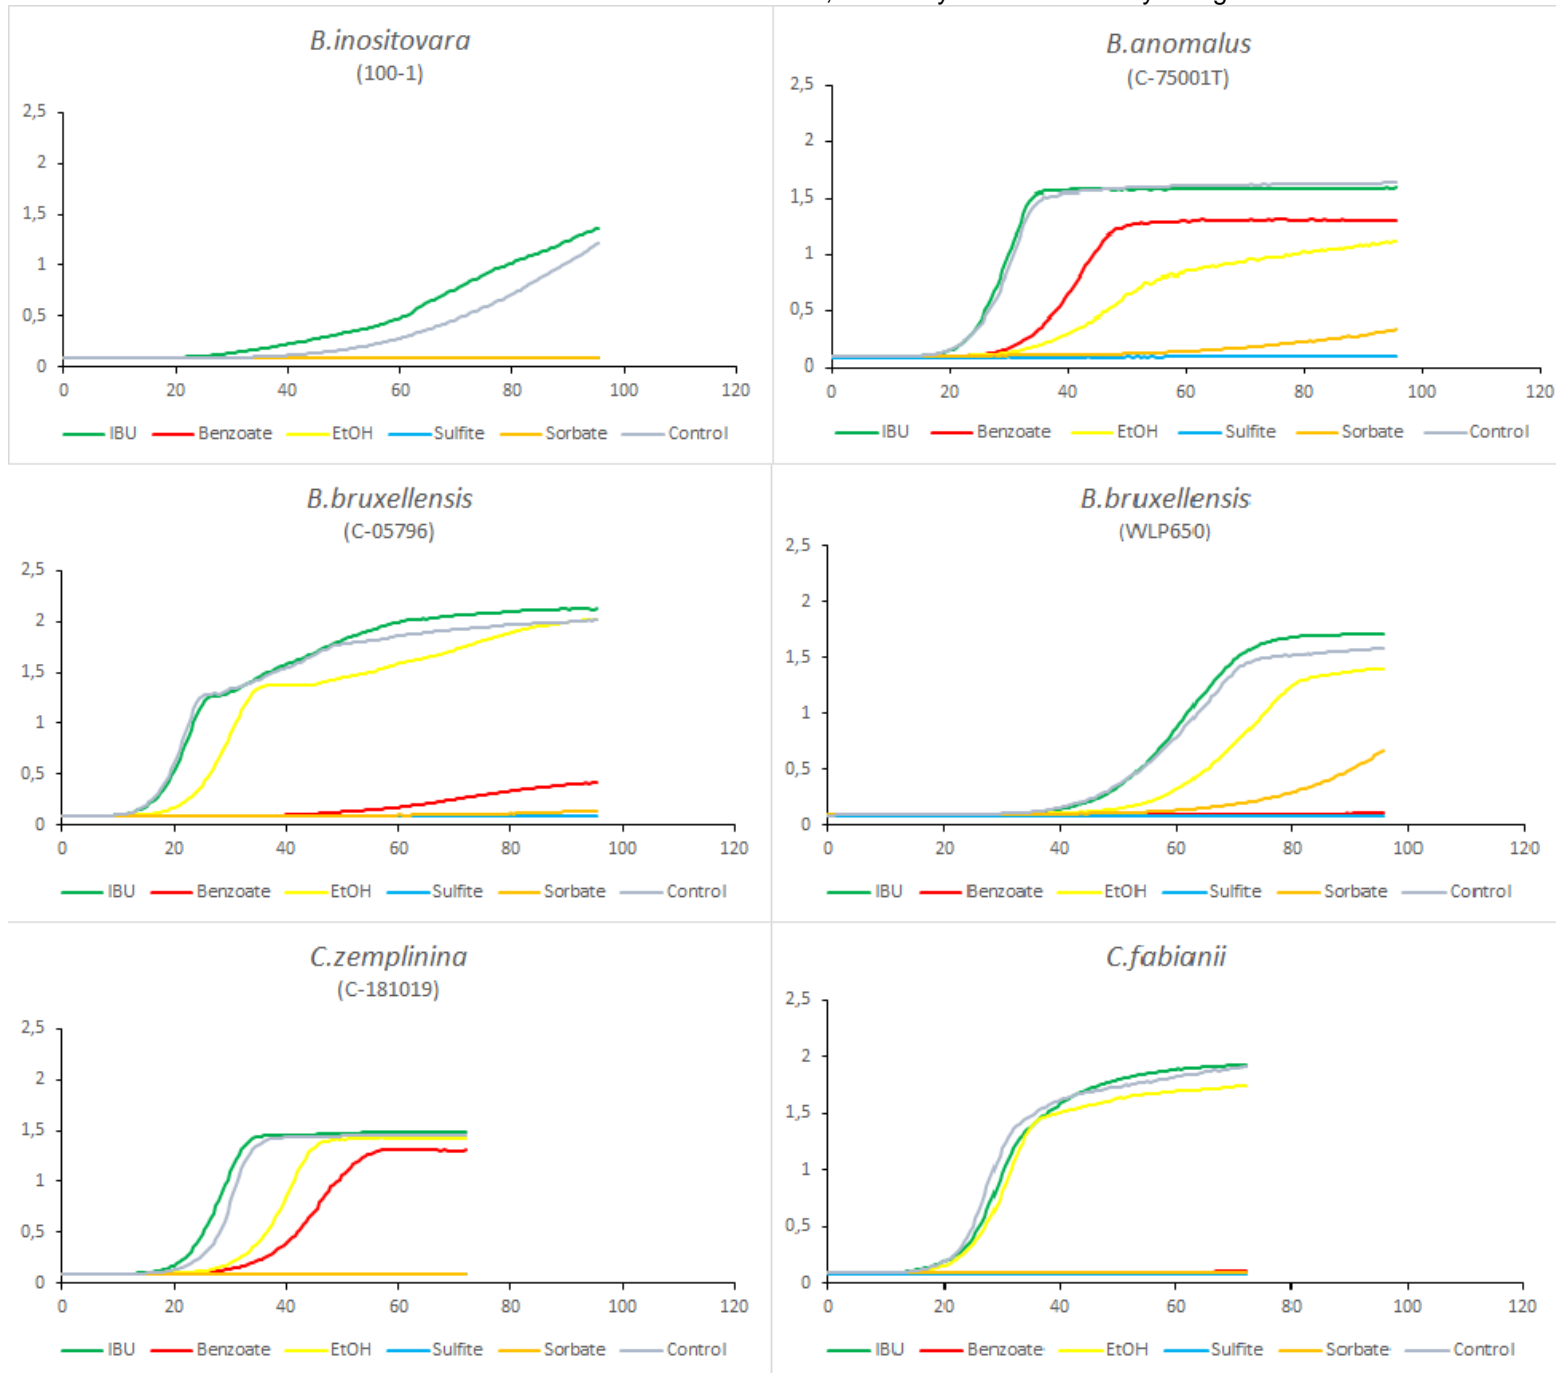 B.inositovara
(100-1)
2,5
2
1,5
1
0,5
0
0 20 40 60 80 100 120
IBU Benzoate EtOH Sulfite Sorbate Control
B.anomalus
(C-75001T)
2,5
2
1,5
1
0,5
0
0 20 40 60 80 100 120
IBU Benzoate EtOH Sulfite Sorbate Control
B.bruxellensis
(C-05796)
2,5
2
1,5
1
0,5
0
0 20 40 60 80 100 120
IBU Benzoate EtOH Sulfite Sorbate Control
B.bruxellensis
(WLP650)
2,5
2
1,5
1
0,5
0
0 20 40 60 80 100 120
IBU Benzoate EtOH Sulfite Sorbate Control
C.zemplinina
(C-181019)
2,5
2
1,5
1
0,5
0
0 20 40 60 80 100 120
IBU Benzoate EtOH Sulfite Sorbate Control
C.fabianii
2,5
2
1,5
1
0,5
0
0 20 40 60 80 100 120
IBU Benzoate EtOH Sulfite Sorbate Control